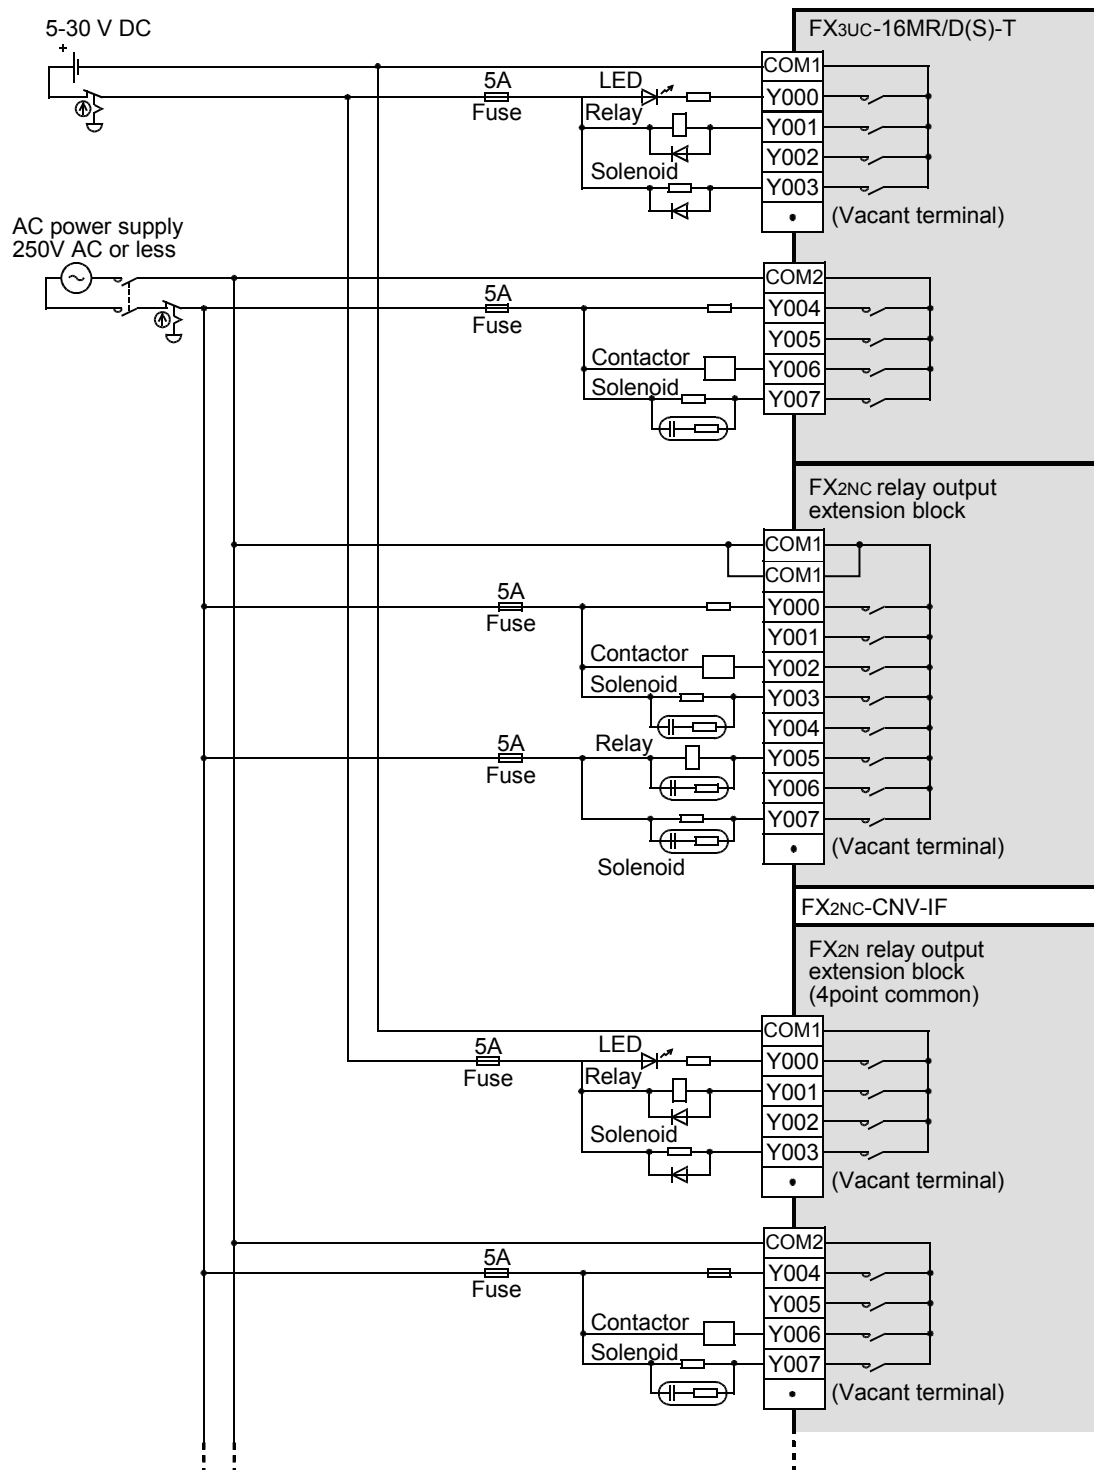 5-30 V DC
+
FX3UC-16MR/D(S)-T
COM1
5A
Fuse
LED
Y000
Relay
Y001
Y002
Solenoid
Y003
(Vacant terminal)
AC power supply
250V AC or less
COM2
5A
Fuse
Y004
Y005
Contactor
Y006
Solenoid
Y007
FX2NC relay output
extension block
COM1
COM1
5A
Fuse
Y000
Y001
Contactor
Y002
Solenoid
Y003
Y004
5A
Fuse
Relay
Y005
Y006
Y007
Solenoid
(Vacant terminal)
FX2NC-CNV-IF
FX2N relay output
extension block
(4point common)
COM1
5A
Fuse
LED
Y000
Relay
Y001
Y002
Solenoid
Y003
(Vacant terminal)
COM2
5A
Fuse
Y004
Y005
Contactor
Y006
Solenoid
Y007
(Vacant terminal)